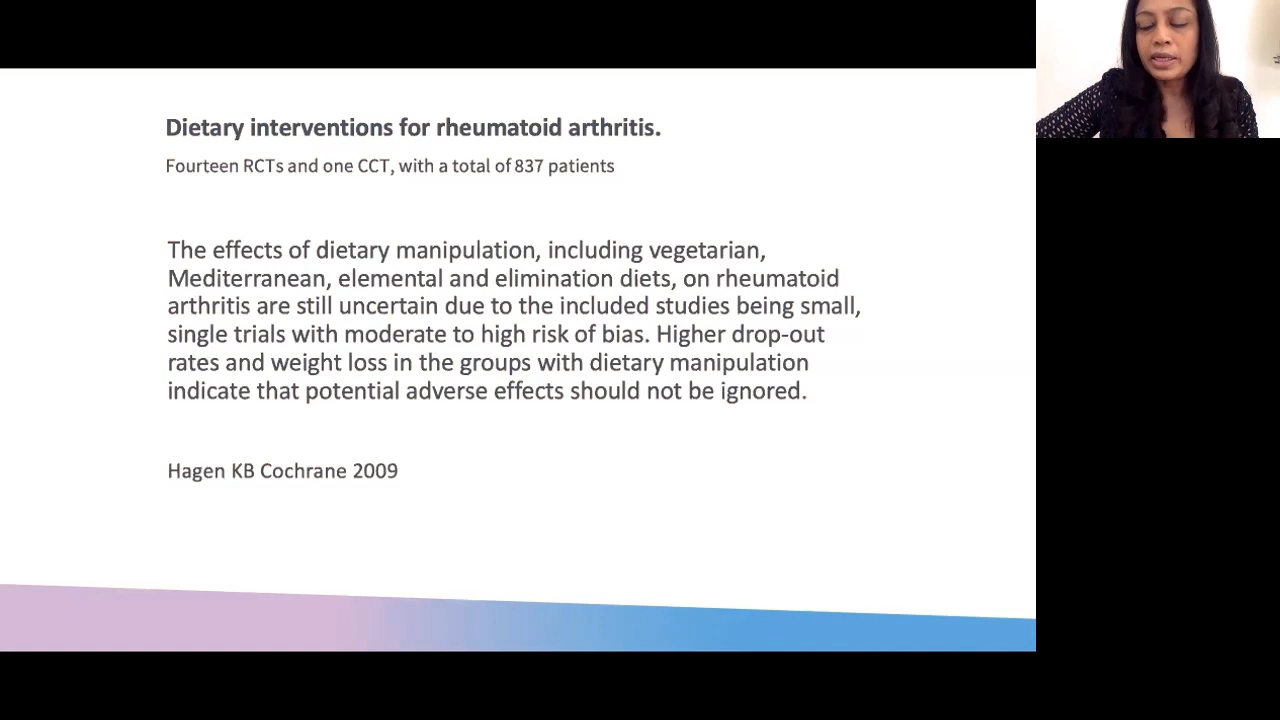 Dietary interventions for rheumatoid arthritis.
Fourteen RCTs and one CCT, with a total of 837 patients
The effects of dietary manipulation, including vegetarian,
Mediterranean, elemental and elimination diets, on rheumatoid
arthritis are still uncertain due to the included studies being small,
single trials with moderate to high risk of bias. Higher drop-out
rates and weight loss in the groups with dietary manipulation
indicate that potential adverse effects should not be ignored.
Hagen KB Cochrane 2009